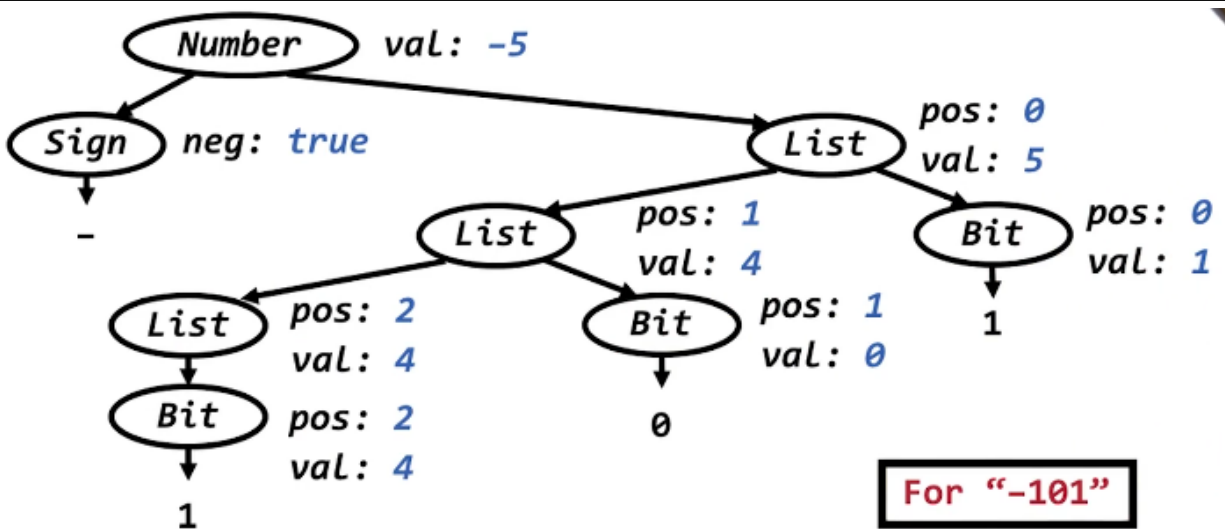 Number val: -5
Sign neg: true
-
List pos: 0
val: 5
List pos: 1
val: 4
Bit pos: 0
val: 1
1
List pos: 2
val: 4
Bit pos: 1
val: 0
0
Bit pos: 2
val: 4
1
For “-101”